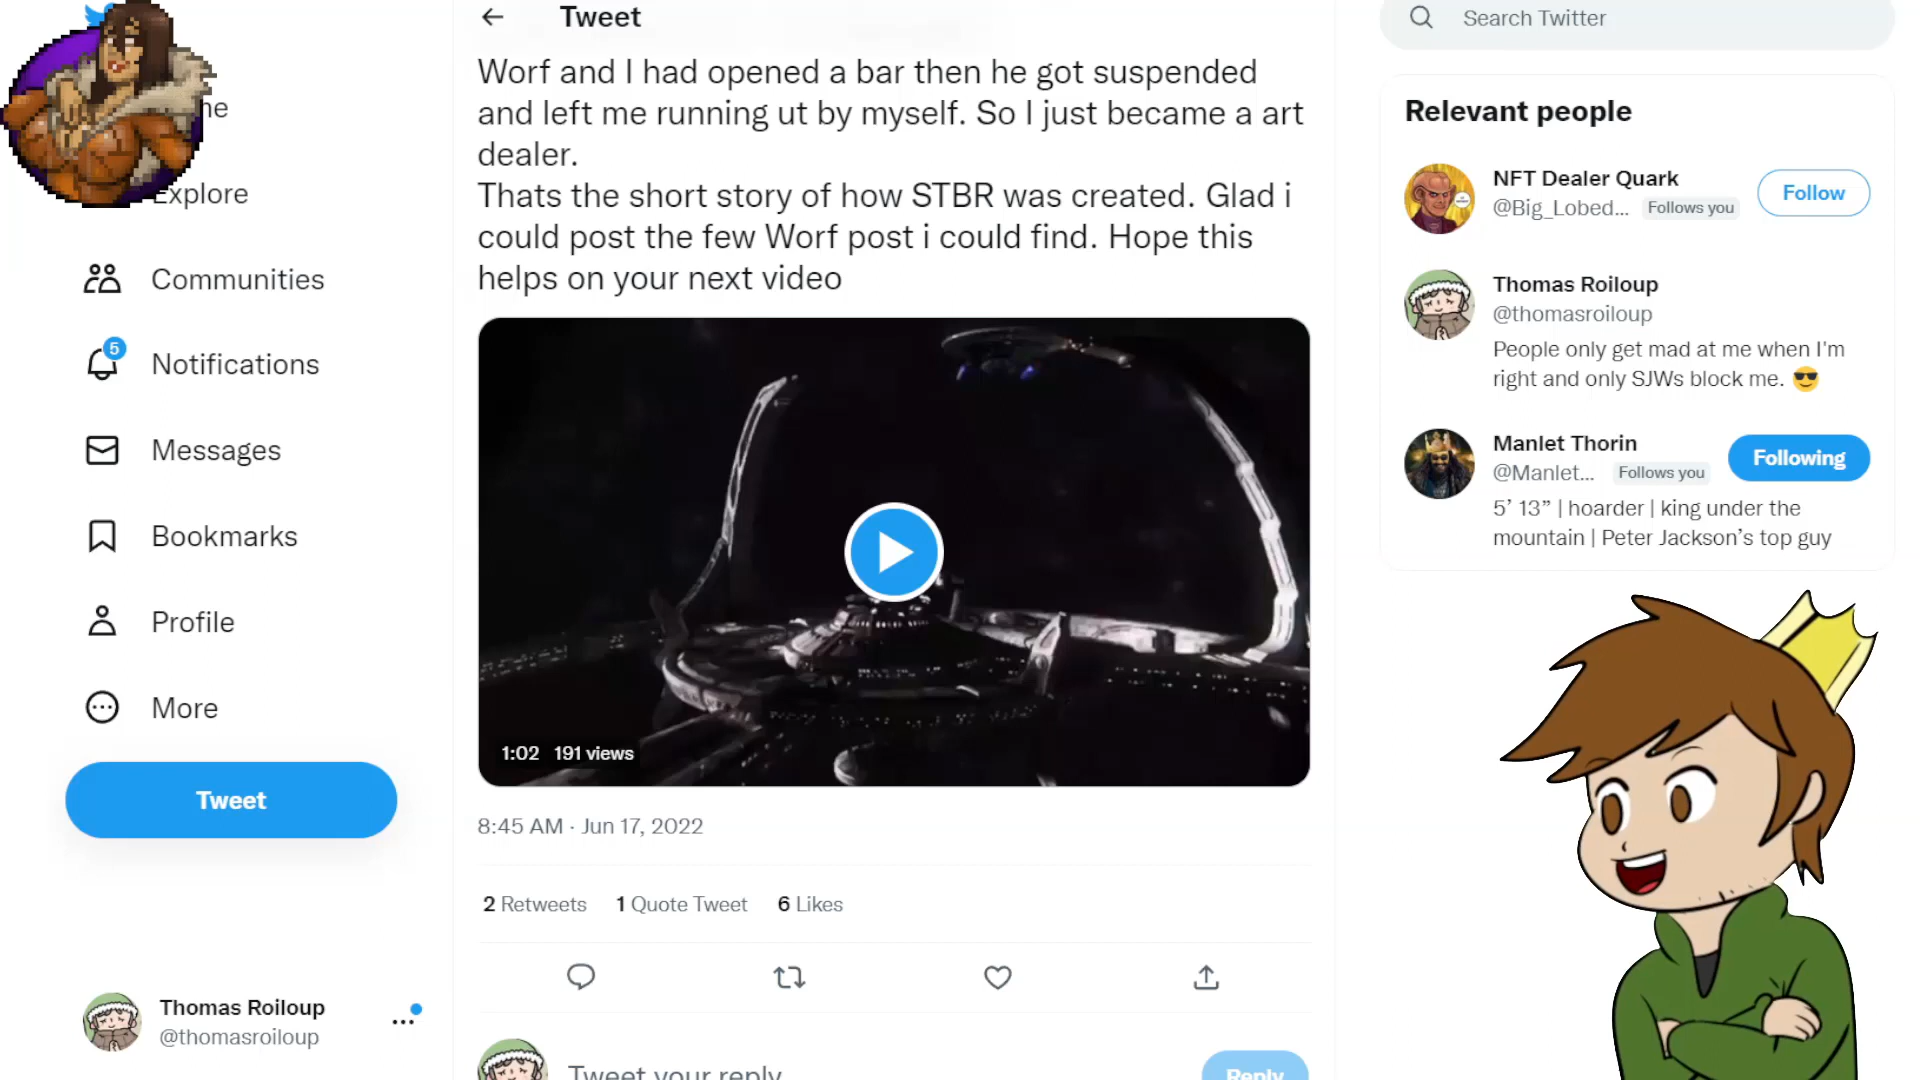 Tweet
Worf and I had opened a bar then he got suspended
and left me running ut by myself. So I just became a art
dealer.
Thats the short story of how STBR was created. Glad i
could post the few Worf post i could find. Hope this
helps on your next video
1:02 191 views
8:45 AM · Jun 17, 2022
2 Retweets 1 Quote Tweet 6 Likes
Tweet your reply
Reply
Explore
Communities
5
Notifications
Messages
Bookmarks
Profile
More
Tweet
Thomas Roiloup
@thomasroiloup
Search Twitter
Relevant people
NFT Dealer Quark
@Big_Lobed... Follows you
Follow
Thomas Roiloup
@thomasroiloup
People only get mad at me when I'm
right and only SJWs block me. 😎
Manlet Thorin
@Manlet... Follows you
Following
5’ 13” | hoarder | king under the
mountain | Peter Jackson’s top guy